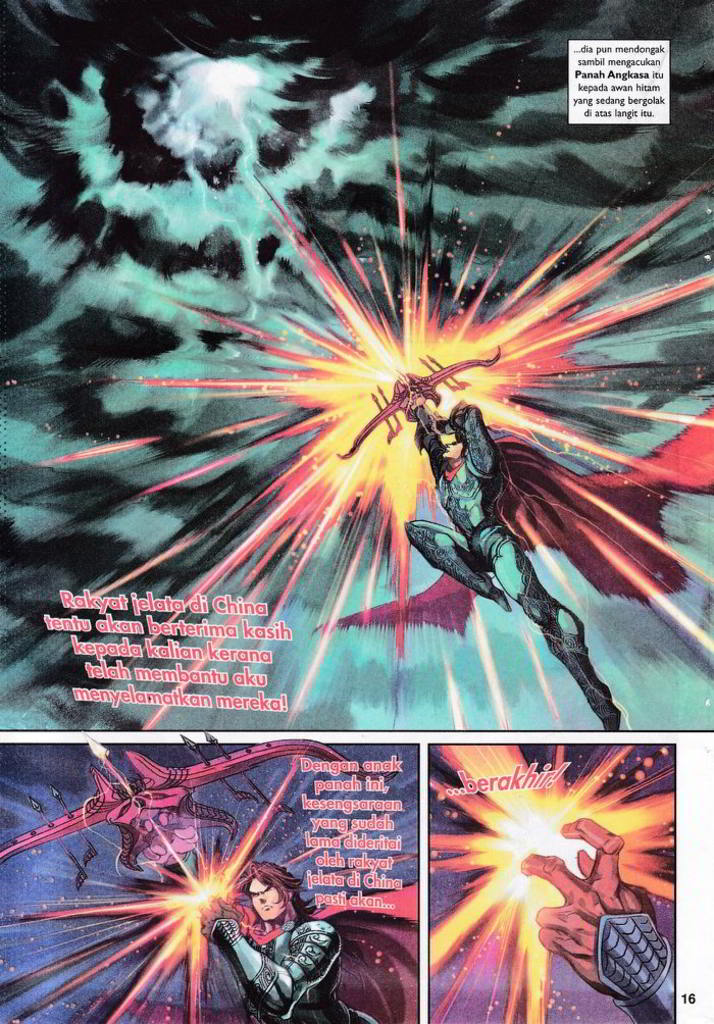 ...dia pun mendongak
sambil mengacukan
Panah Angkasa itu
kepada awan hitam
yang sedang bergolak
di atas langit itu.
Rakyat jelata di China
tentu akan berterima kasih
kepada kalian kerana
telah membantu aku
menyelamatkan mereka!
Dengan anak
panah ini,
kesengsaraan
yang sudah
lama dideritai
oleh rakyat
jelata di China
pasti akan...
...berakhir!
16